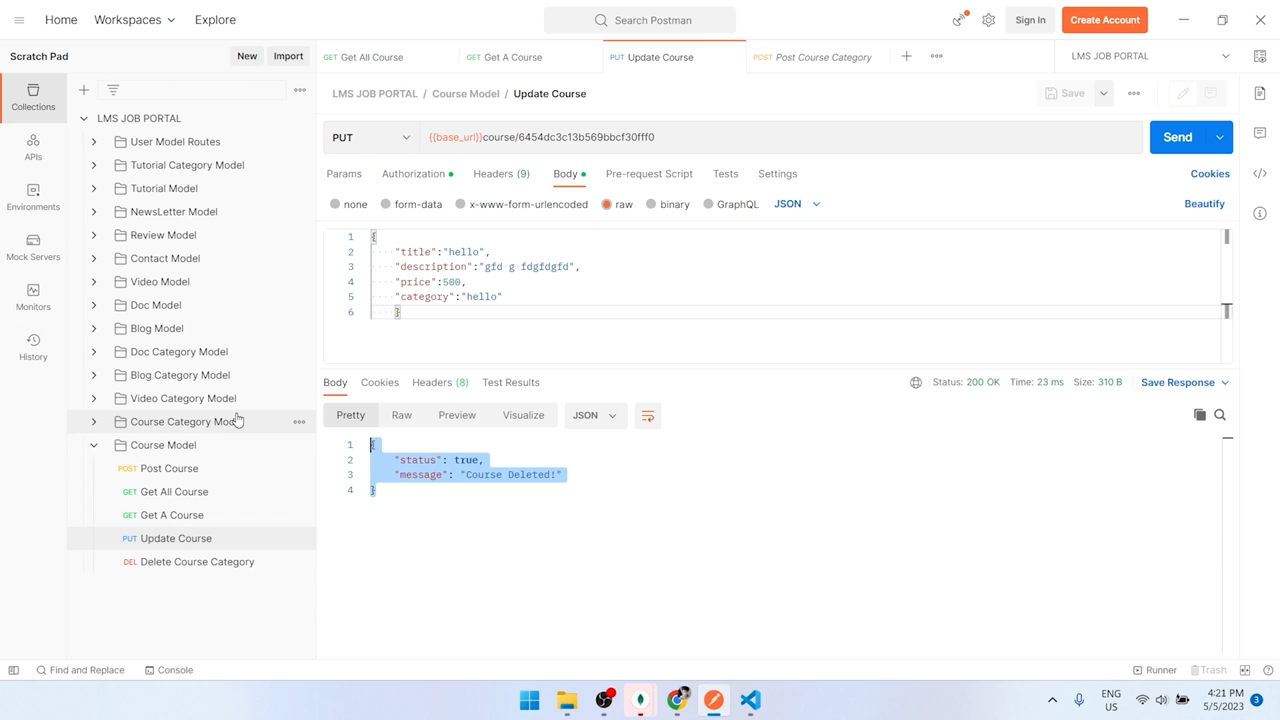 Home Workspaces Explore Search Postman Sign In Create Account
Scratch Pad New Import
GET Get All Course GET Get A Course PUT Update Course POST Post Course Category LMS JOB PORTAL
Collections
APIs
Environments
Mock Servers
Monitors
History
LMS JOB PORTAL
User Model Routes
Tutorial Category Model
Tutorial Model
NewsLetter Model
Review Model
Contact Model
Video Model
Doc Model
Blog Model
Doc Category Model
Blog Category Model
Video Category Model
Course Category
Course Model
POST Post Course
GET Get All Course
GET Get A Course
PUT Update Course
DEL Delete Course Category
LMS JOB PORTAL / Course Model / Update Course Save
PUT {{base_url}}course/6454dc3c13b569bbcf30fff0 Send
Params Authorization Headers (9) Body Pre-request Script Tests Settings Cookies
none form-data x-www-form-urlencoded raw binary GraphQL JSON Beautify
1 {
2 "title":"hello",
3 "description":"gfd g fdgfdgfd",
4 "price":500,
5 "category":"hello"
6 }
Body Cookies Headers (8) Test Results Status: 200 OK Time: 23 ms Size: 310 B Save Response
Pretty Raw Preview Visualize JSON
1 {
2 "status": true,
3 "message": "Course Deleted!"
4 }
Find and Replace Console Runner Trash
ENG
US
4:21 PM
5/5/2023
3